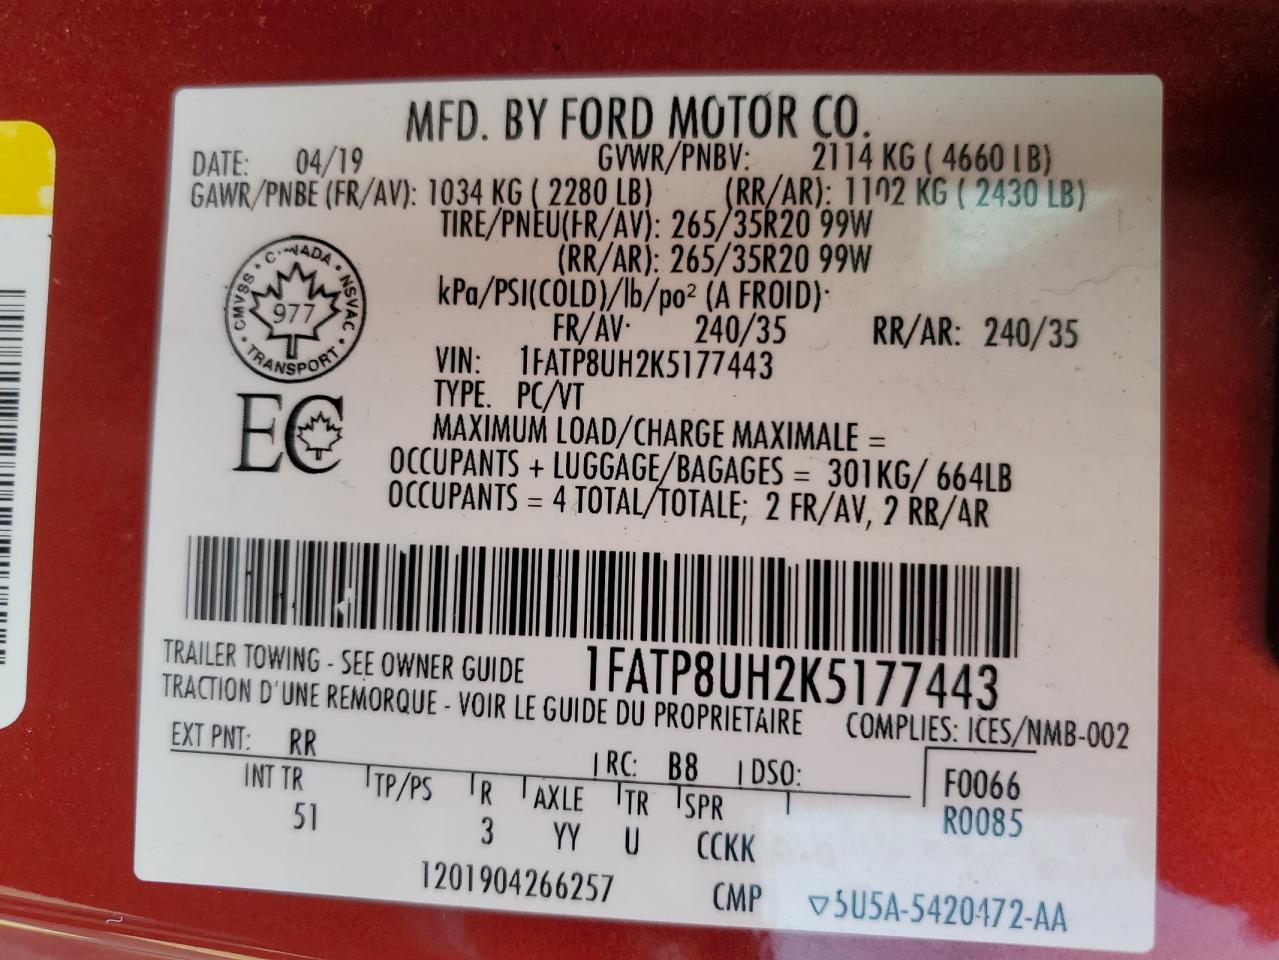 MFD. BY FORD MOTOR CO.
DATE: 04/19 GVWR/PNBV: 2114 KG ( 4660 LB)
GAWR/PNBE (FR/AV): 1034 KG ( 2280 LB) (RR/AR): 1102 KG ( 2430 LB)
TIRE/PNEU(FR/AV): 265/35R20 99W
(RR/AR): 265/35R20 99W
kPa/PSI(COLD)/lb/po² (A FROID):
FR/AV: 240/35 RR/AR: 240/35
VIN: 1FATP8UH2K5177443
TYPE. PC/VT
CANADA
CMVSS NSVAC
977
TRANSPORT
EC
MAXIMUM LOAD/CHARGE MAXIMALE =
OCCUPANTS + LUGGAGE/BAGAGES = 301KG/ 664LB
OCCUPANTS = 4 TOTAL/TOTALE; 2 FR/AV, 2 RR/AR
TRAILER TOWING - SEE OWNER GUIDE 1FATP8UH2K5177443
TRACTION D'UNE REMORQUE - VOIR LE GUIDE DU PROPRIETAIRE COMPLIES: ICES/NMB-002
EXT PNT: RR RC: B8 DSO: F0066
INT TR TP/PS R AXLE TR SPR R0085
51 3 YY U CCKK
1201904266257 CMP ▽5U5A-5420472-AA